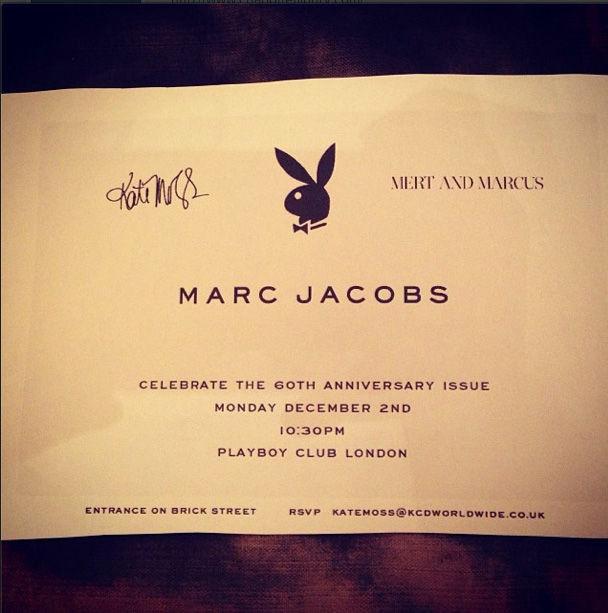 Kate Moss
MERT AND MARCUS
MARC JACOBS
CELEBRATE THE 60TH ANNIVERSARY ISSUE
MONDAY DECEMBER 2ND
10:30PM
PLAYBOY CLUB LONDON
ENTRANCE ON BRICK STREET RSVP KATEMOSS@KCDWORLDWIDE.CO.UK